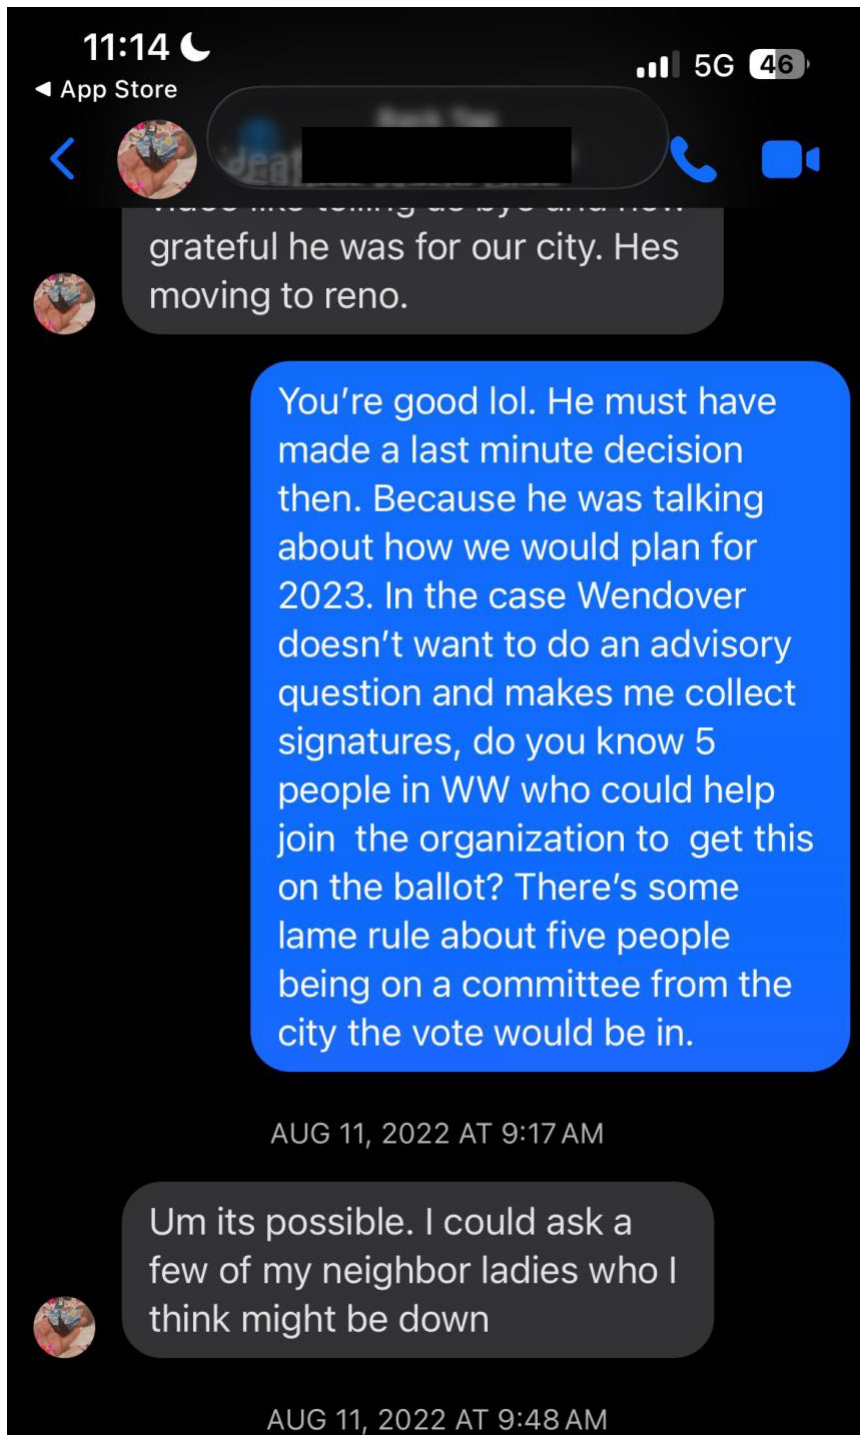 11:14
5G 46
App Store
grateful he was for our city. Hes
moving to reno.
You’re good lol. He must have
made a last minute decision
then. Because he was talking
about how we would plan for
2023. In the case Wendover
doesn’t want to do an advisory
question and makes me collect
signatures, do you know 5
people in WW who could help
join  the organization to  get this
on the ballot? There’s some
lame rule about five people
being on a committee from the
city the vote would be in.
AUG 11, 2022 AT 9:17 AM
Um its possible. I could ask a
few of my neighbor ladies who I
think might be down
AUG 11, 2022 AT 9:48 AM